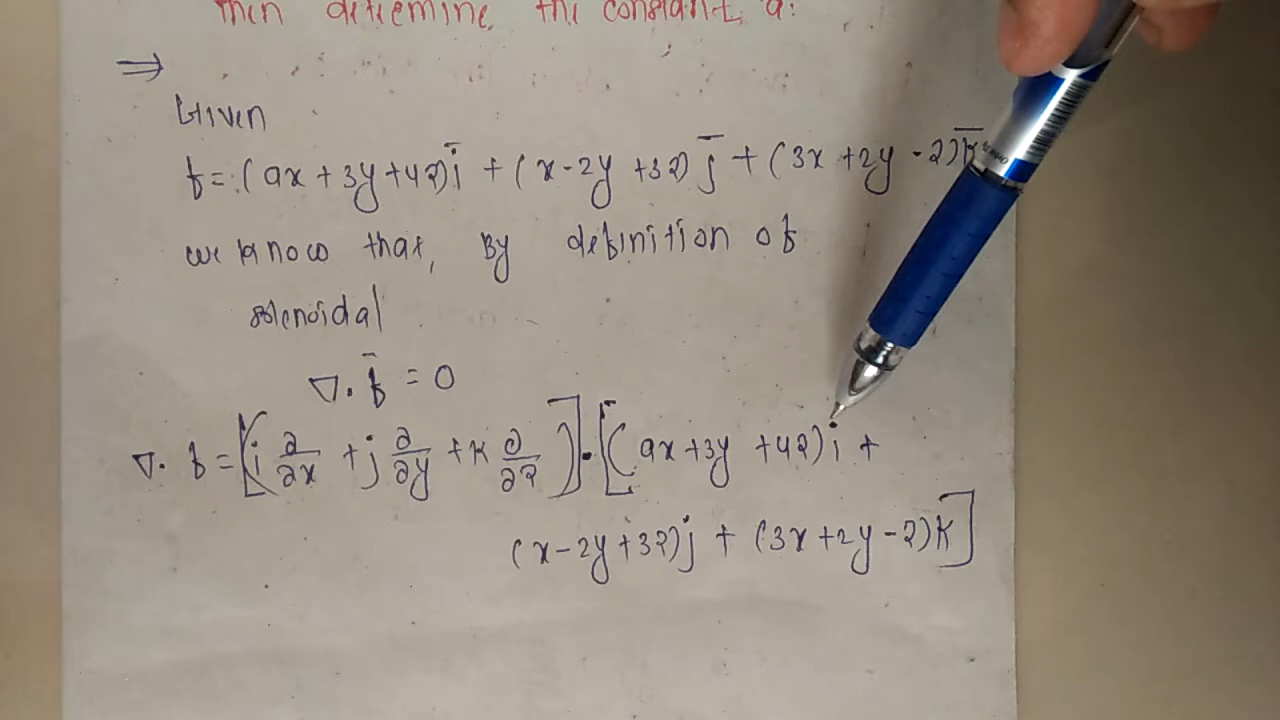 then determine the constant a.
⇒
Given
f = (ax + 3y + 4z)i̅ + (x - 2y + 3z) j̅ + (3x + 2y - z)k̅
we know that, By definition of
solenoidal
∇. f̅ = 0
∇. f = [(i ∂/∂x + j ∂/∂y + k ∂/∂z)] . [(ax + 3y + 4z)i +
(x - 2y + 3z)j + (3x + 2y - z)k]